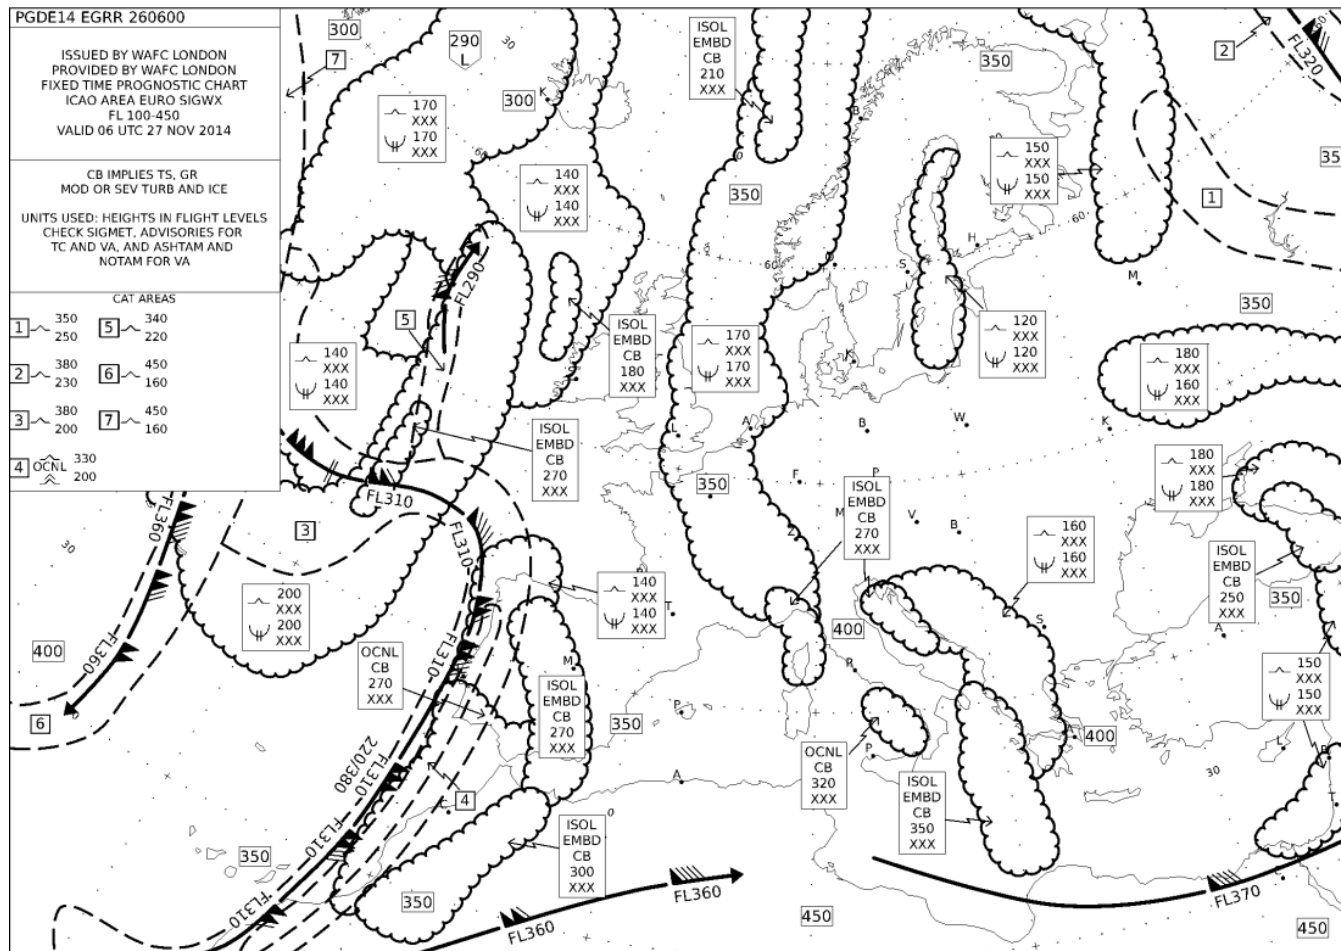 PGDE14 EGRR 260600
ISSUED BY WAFC LONDON
PROVIDED BY WAFC LONDON
FIXED TIME PROGNOSTIC CHART
ICAO AREA EURO SIGWX
FL 100-450
VALID 06 UTC 27 NOV 2014
CB IMPLIES TS, GR
MOD OR SEV TURB AND ICE
UNITS USED: HEIGHTS IN FLIGHT LEVELS
CHECK SIGMET, ADVISORIES FOR
TC AND VA, AND ASHTAM AND
NOTAM FOR VA
CAT AREAS
1 350 250
5 340 220
2 380 230
6 450 160
3 380 200
7 450 160
4 OCNL 330 200
300
7
290
L
30
K
300
170
XXX
170
XXX
60
140
XXX
140
XXX
ISOL
EMBD
CB
210
XXX
350
B
350
2
FL320
150
XXX
150
XXX
60
1
350
H
M
60
O
S
FL290
5
140
XXX
140
XXX
ISOL
EMBD
CB
180
XXX
170
XXX
170
XXX
120
XXX
120
XXX
180
XXX
160
XXX
K
L
A
B
W
K
ISOL
EMBD
CB
270
XXX
FL310
FL310
FL360
3
30
350
F
P
M
Z
V
B
ISOL
EMBD
CB
270
XXX
180
XXX
180
XXX
160
XXX
160
XXX
ISOL
EMBD
CB
250
XXX
350
200
XXX
200
XXX
140
XXX
140
XXX
T
400
S
A
400
FL360
6
OCNL
CB
270
XXX
FL310
M
ISOL
EMBD
CB
270
XXX
350
P
R
150
XXX
150
XXX
400
L
FL310
220/380
4
C
A
0
OCNL
CB
320
XXX
P
ISOL
EMBD
CB
350
XXX
30
B
T
FL310
350
FL310
350
ISOL
EMBD
CB
300
XXX
FL360
FL360
450
FL370
C
450